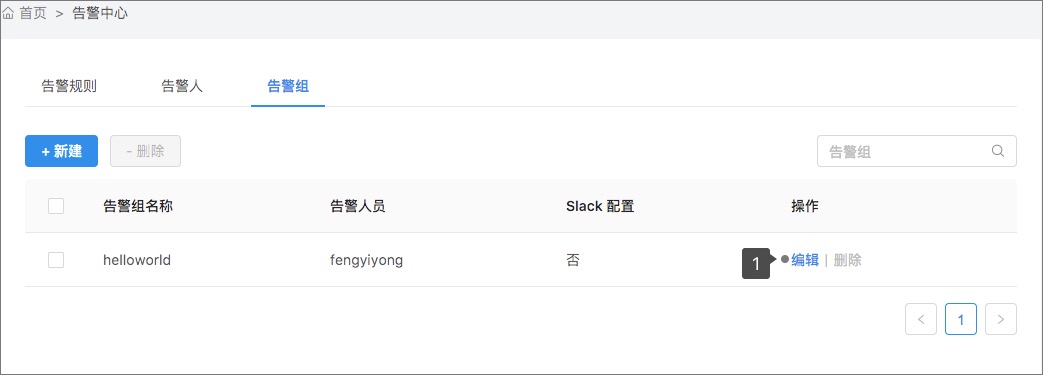 首页 > 告警中心
告警规则 告警人 告警组
+ 新建 - 删除 告警组
告警组名称 告警人员 Slack 配置 操作
helloworld fengyiyong 否 1 编辑 | 删除
< 1 >